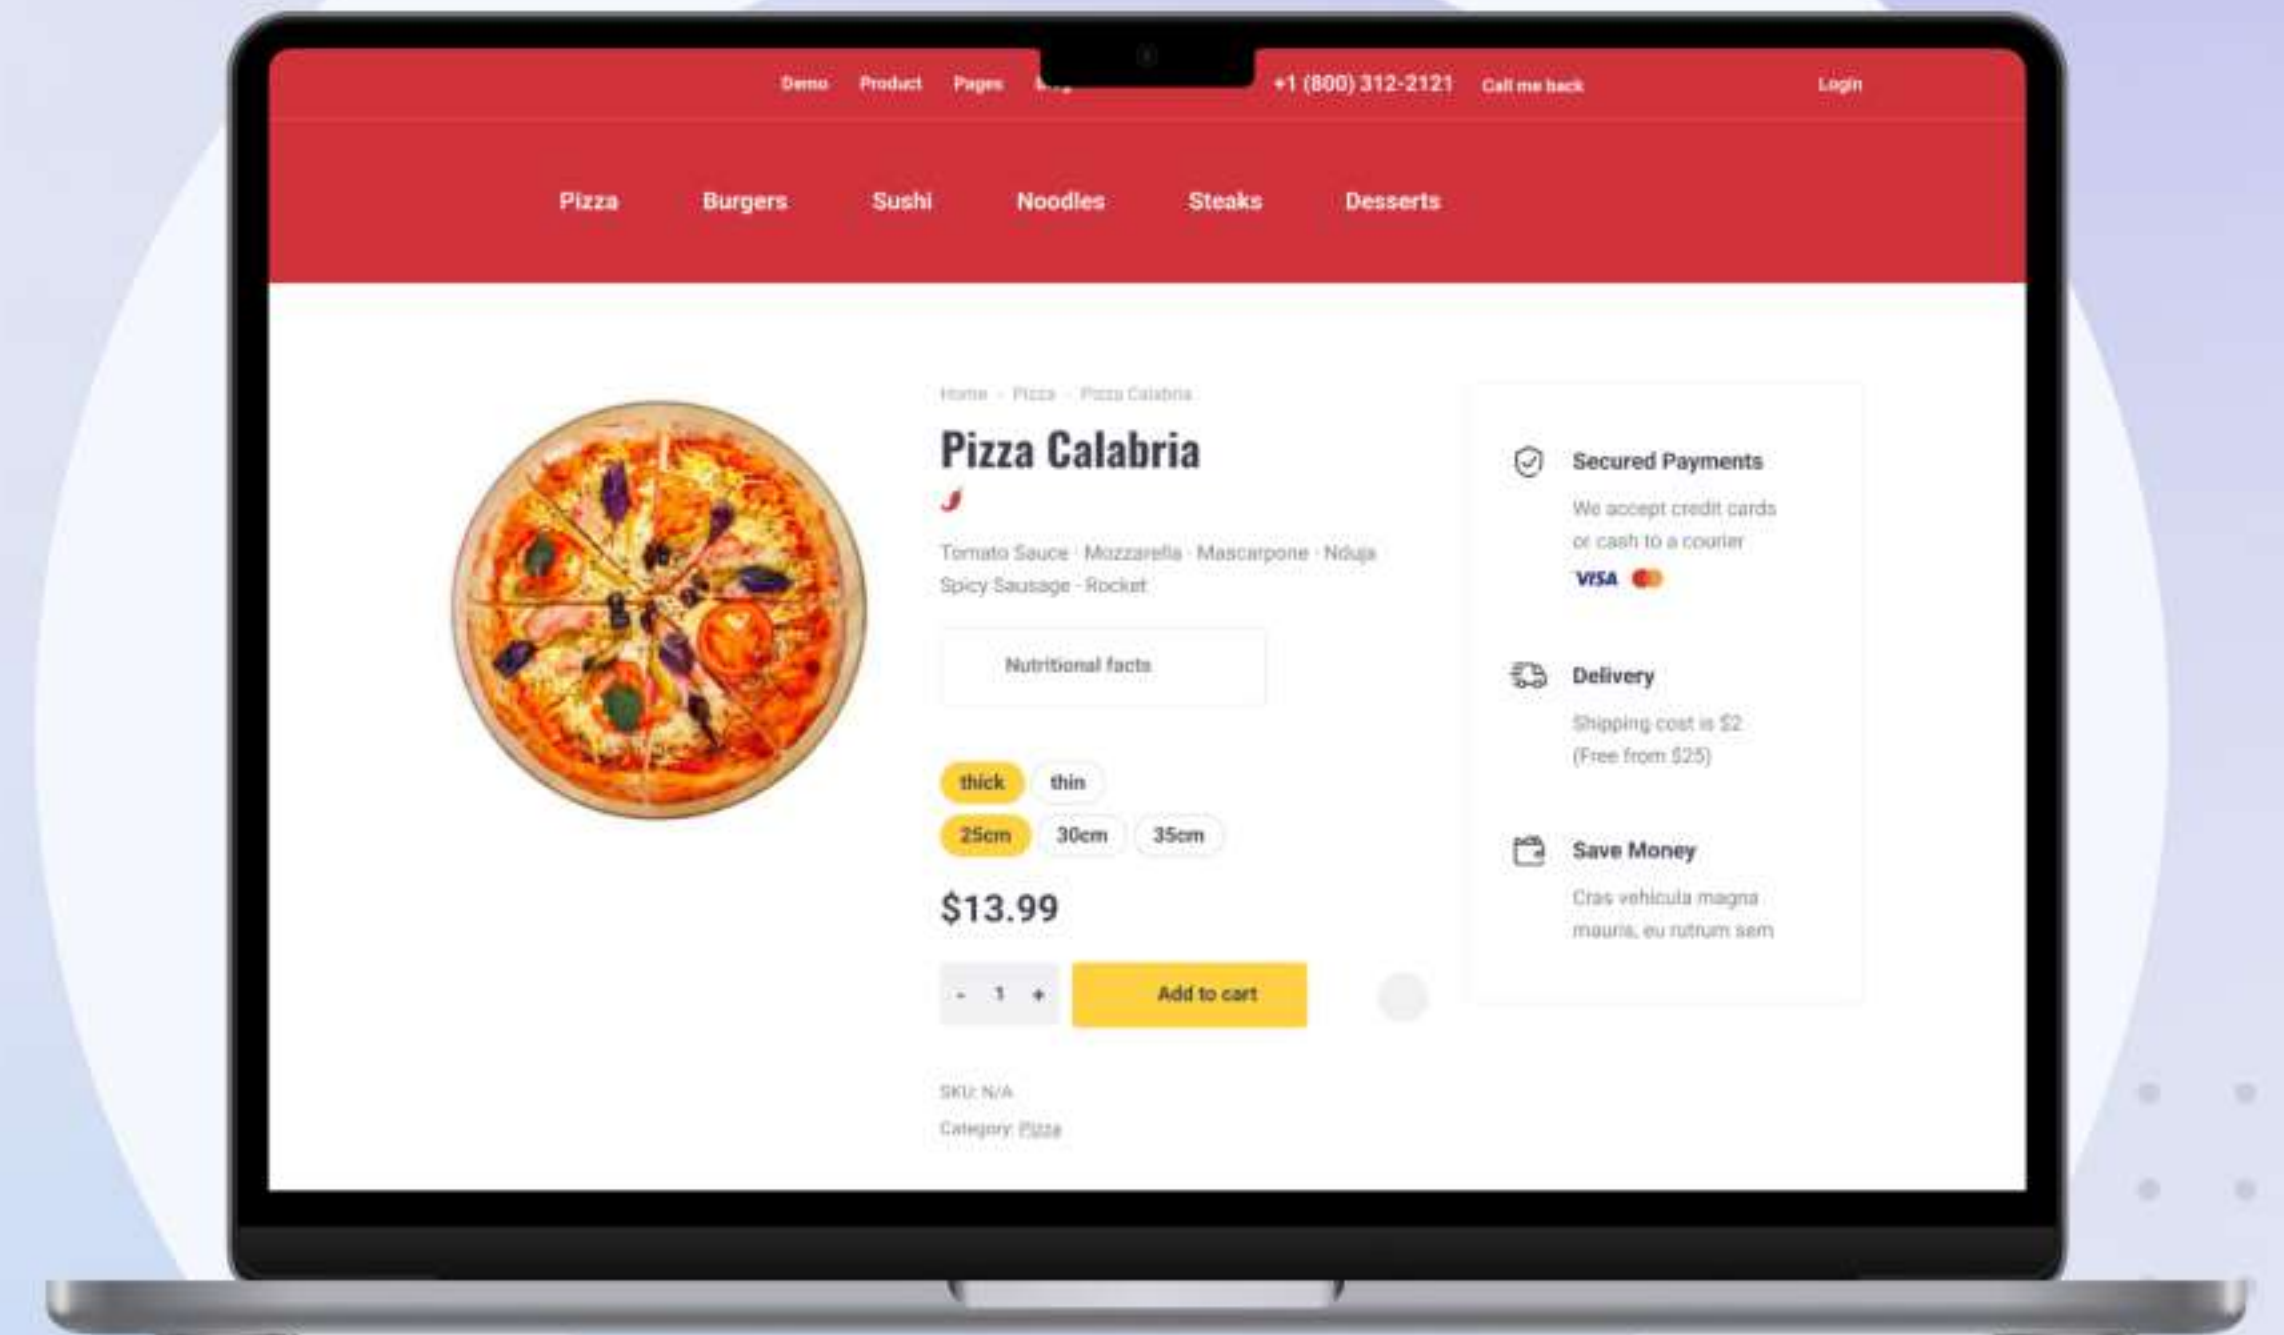 Demo Product Pages
+1 (800) 312-2121 Call me back Login
Pizza Burgers Sushi Noodles Steaks Desserts
Home - Pizza - Pizza Calabria
Pizza Calabria
Tomato Sauce · Mozzarella · Mascarpone · Nduja
Spicy Sausage · Rocket
Nutritional facts
thick thin
25cm 30cm 35cm
$13.99
- 1 + Add to cart
SKU: N/A
Category: Pizza
Secured Payments
We accept credit cards
or cash to a courier
VISA
Delivery
Shipping cost is $2
(Free from $25)
Save Money
Cras vehicula magna
mauris, eu rutrum sem